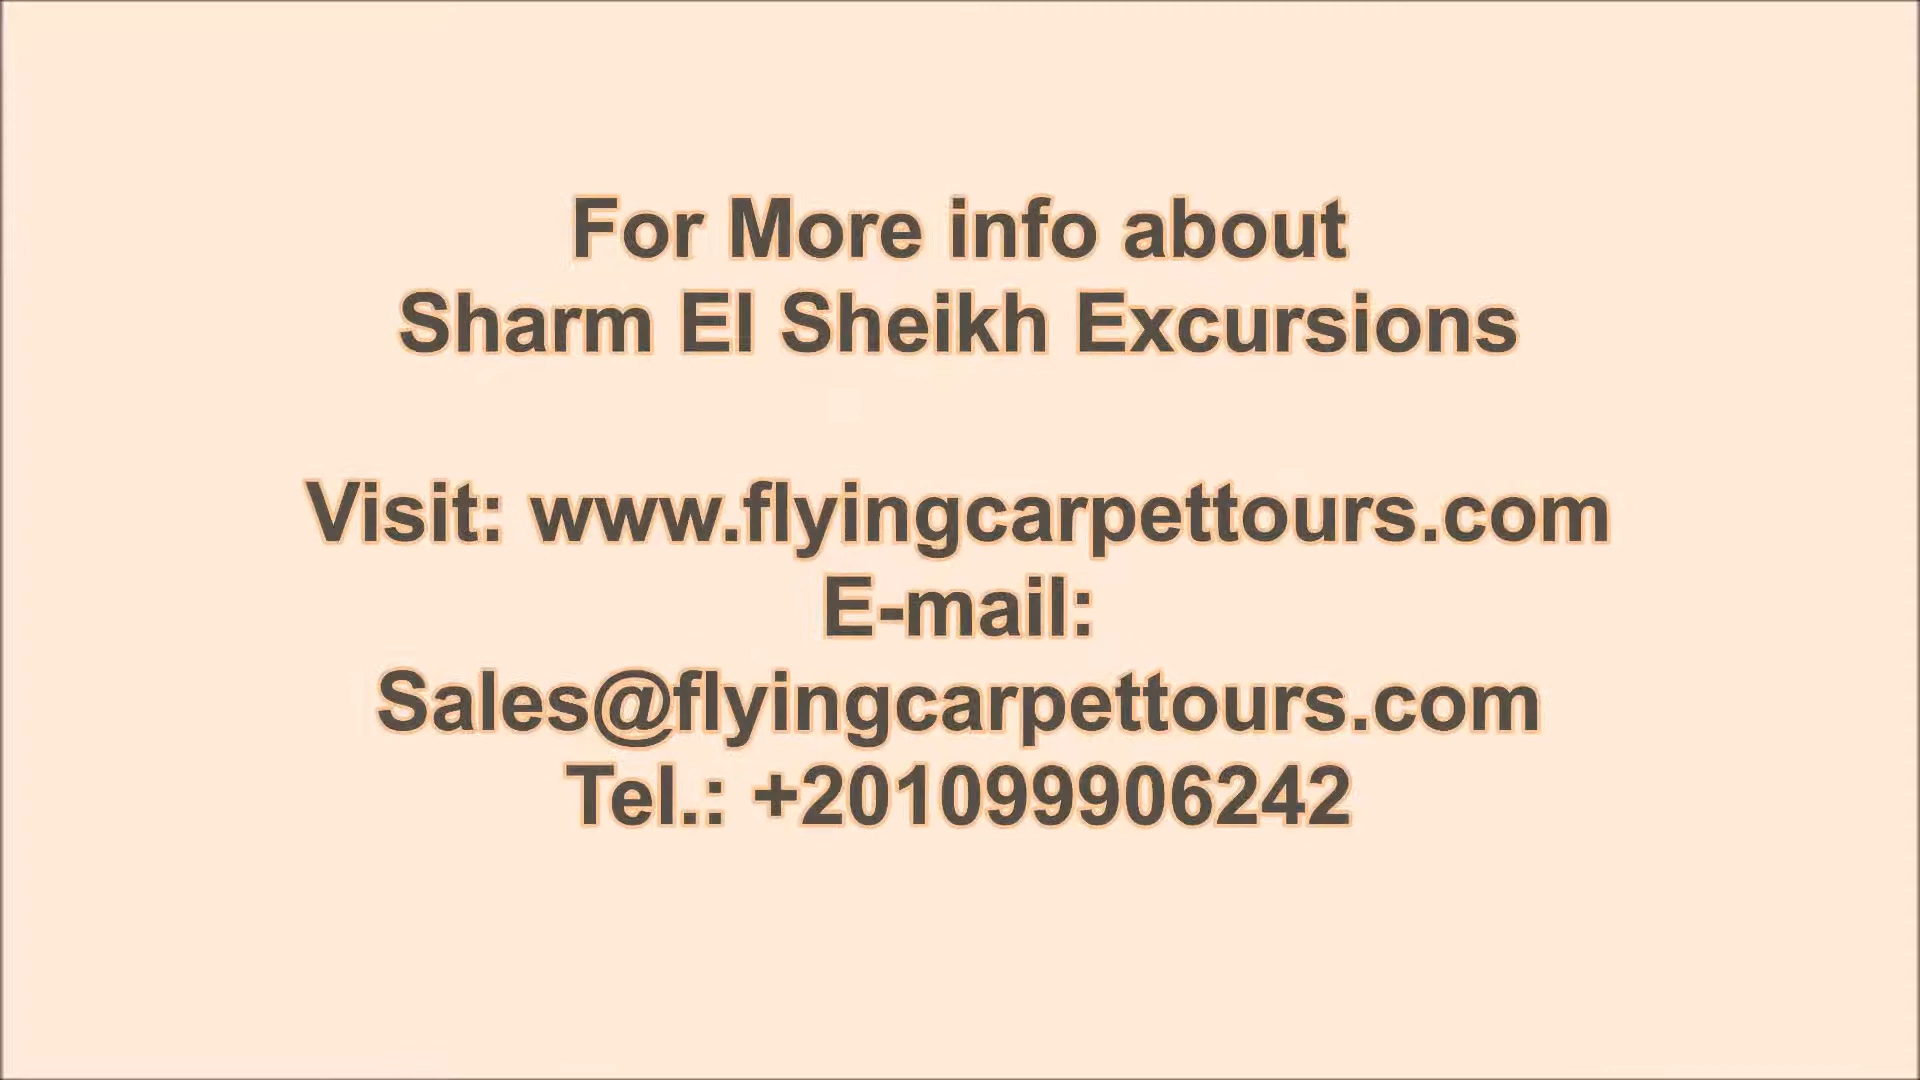 For More info about
Sharm El Sheikh Excursions
Visit: www.flyingcarpettours.com
E-mail:
Sales@flyingcarpettours.com
Tel.: +201099906242